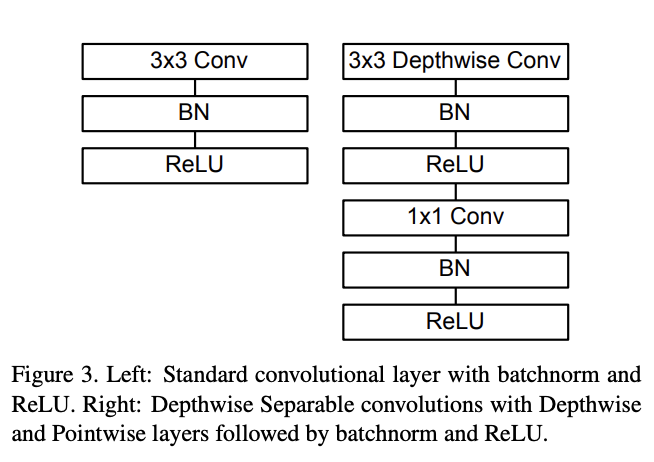 3x3 Conv
BN
ReLU
3x3 Depthwise Conv
BN
ReLU
1x1 Conv
BN
ReLU
Figure 3. Left: Standard convolutional layer with batchnorm and
ReLU. Right: Depthwise Separable convolutions with Depthwise
and Pointwise layers followed by batchnorm and ReLU.